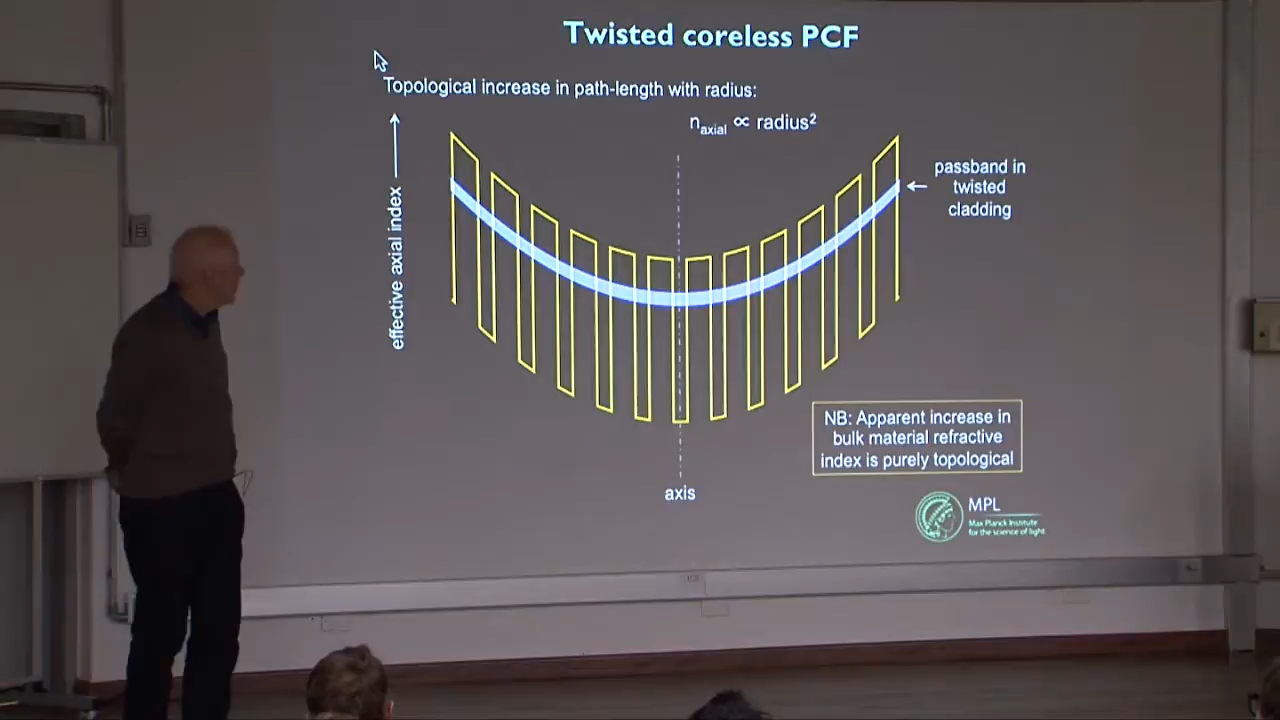 Twisted coreless PCF
Topological increase in path-length with radius:
n_axial ∝ radius²
effective axial index
passband in
twisted
cladding
NB: Apparent increase in
bulk material refractive
index is purely topological
axis
MPL
Max Planck Institute
for the science of light